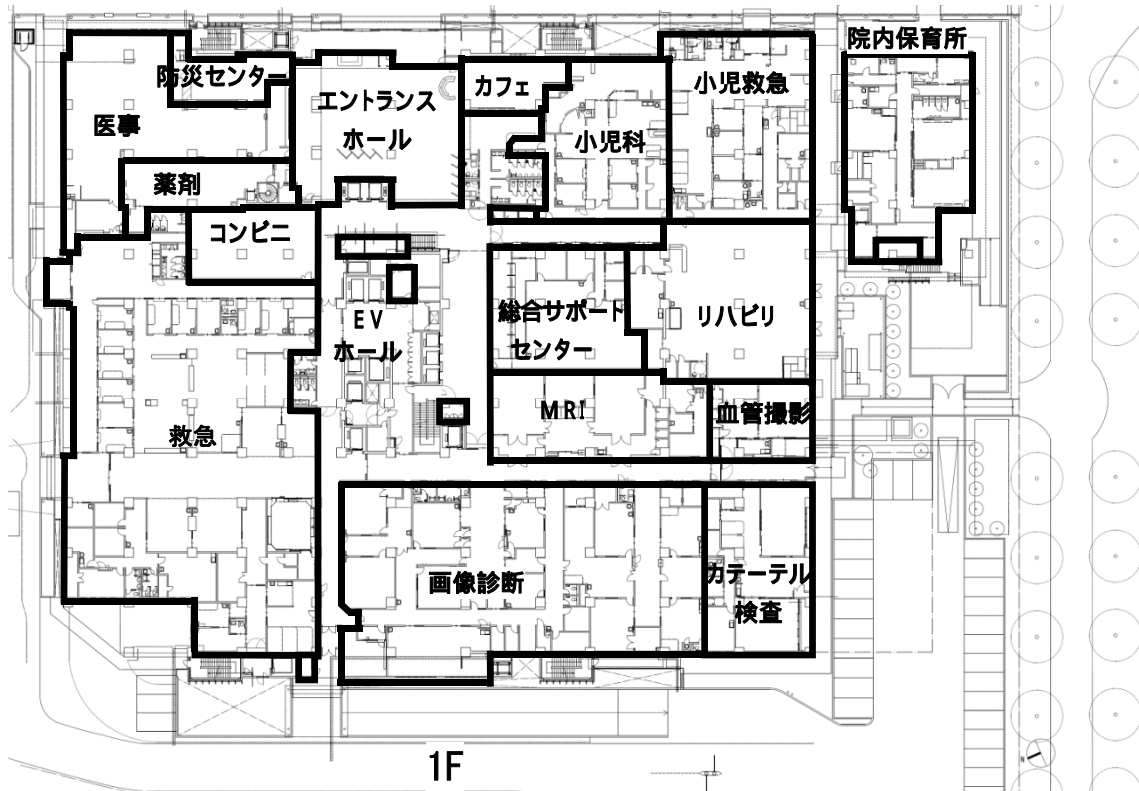 院内保育所
防災センター
カフェ
小児救急
エントランス
ホール
医事
小児科
薬剤
コンビニ
総合サポート
センター
リハビリ
EV
ホール
MRI
血管撮影
救急
画像診断
カテーテル
検査
1F
N